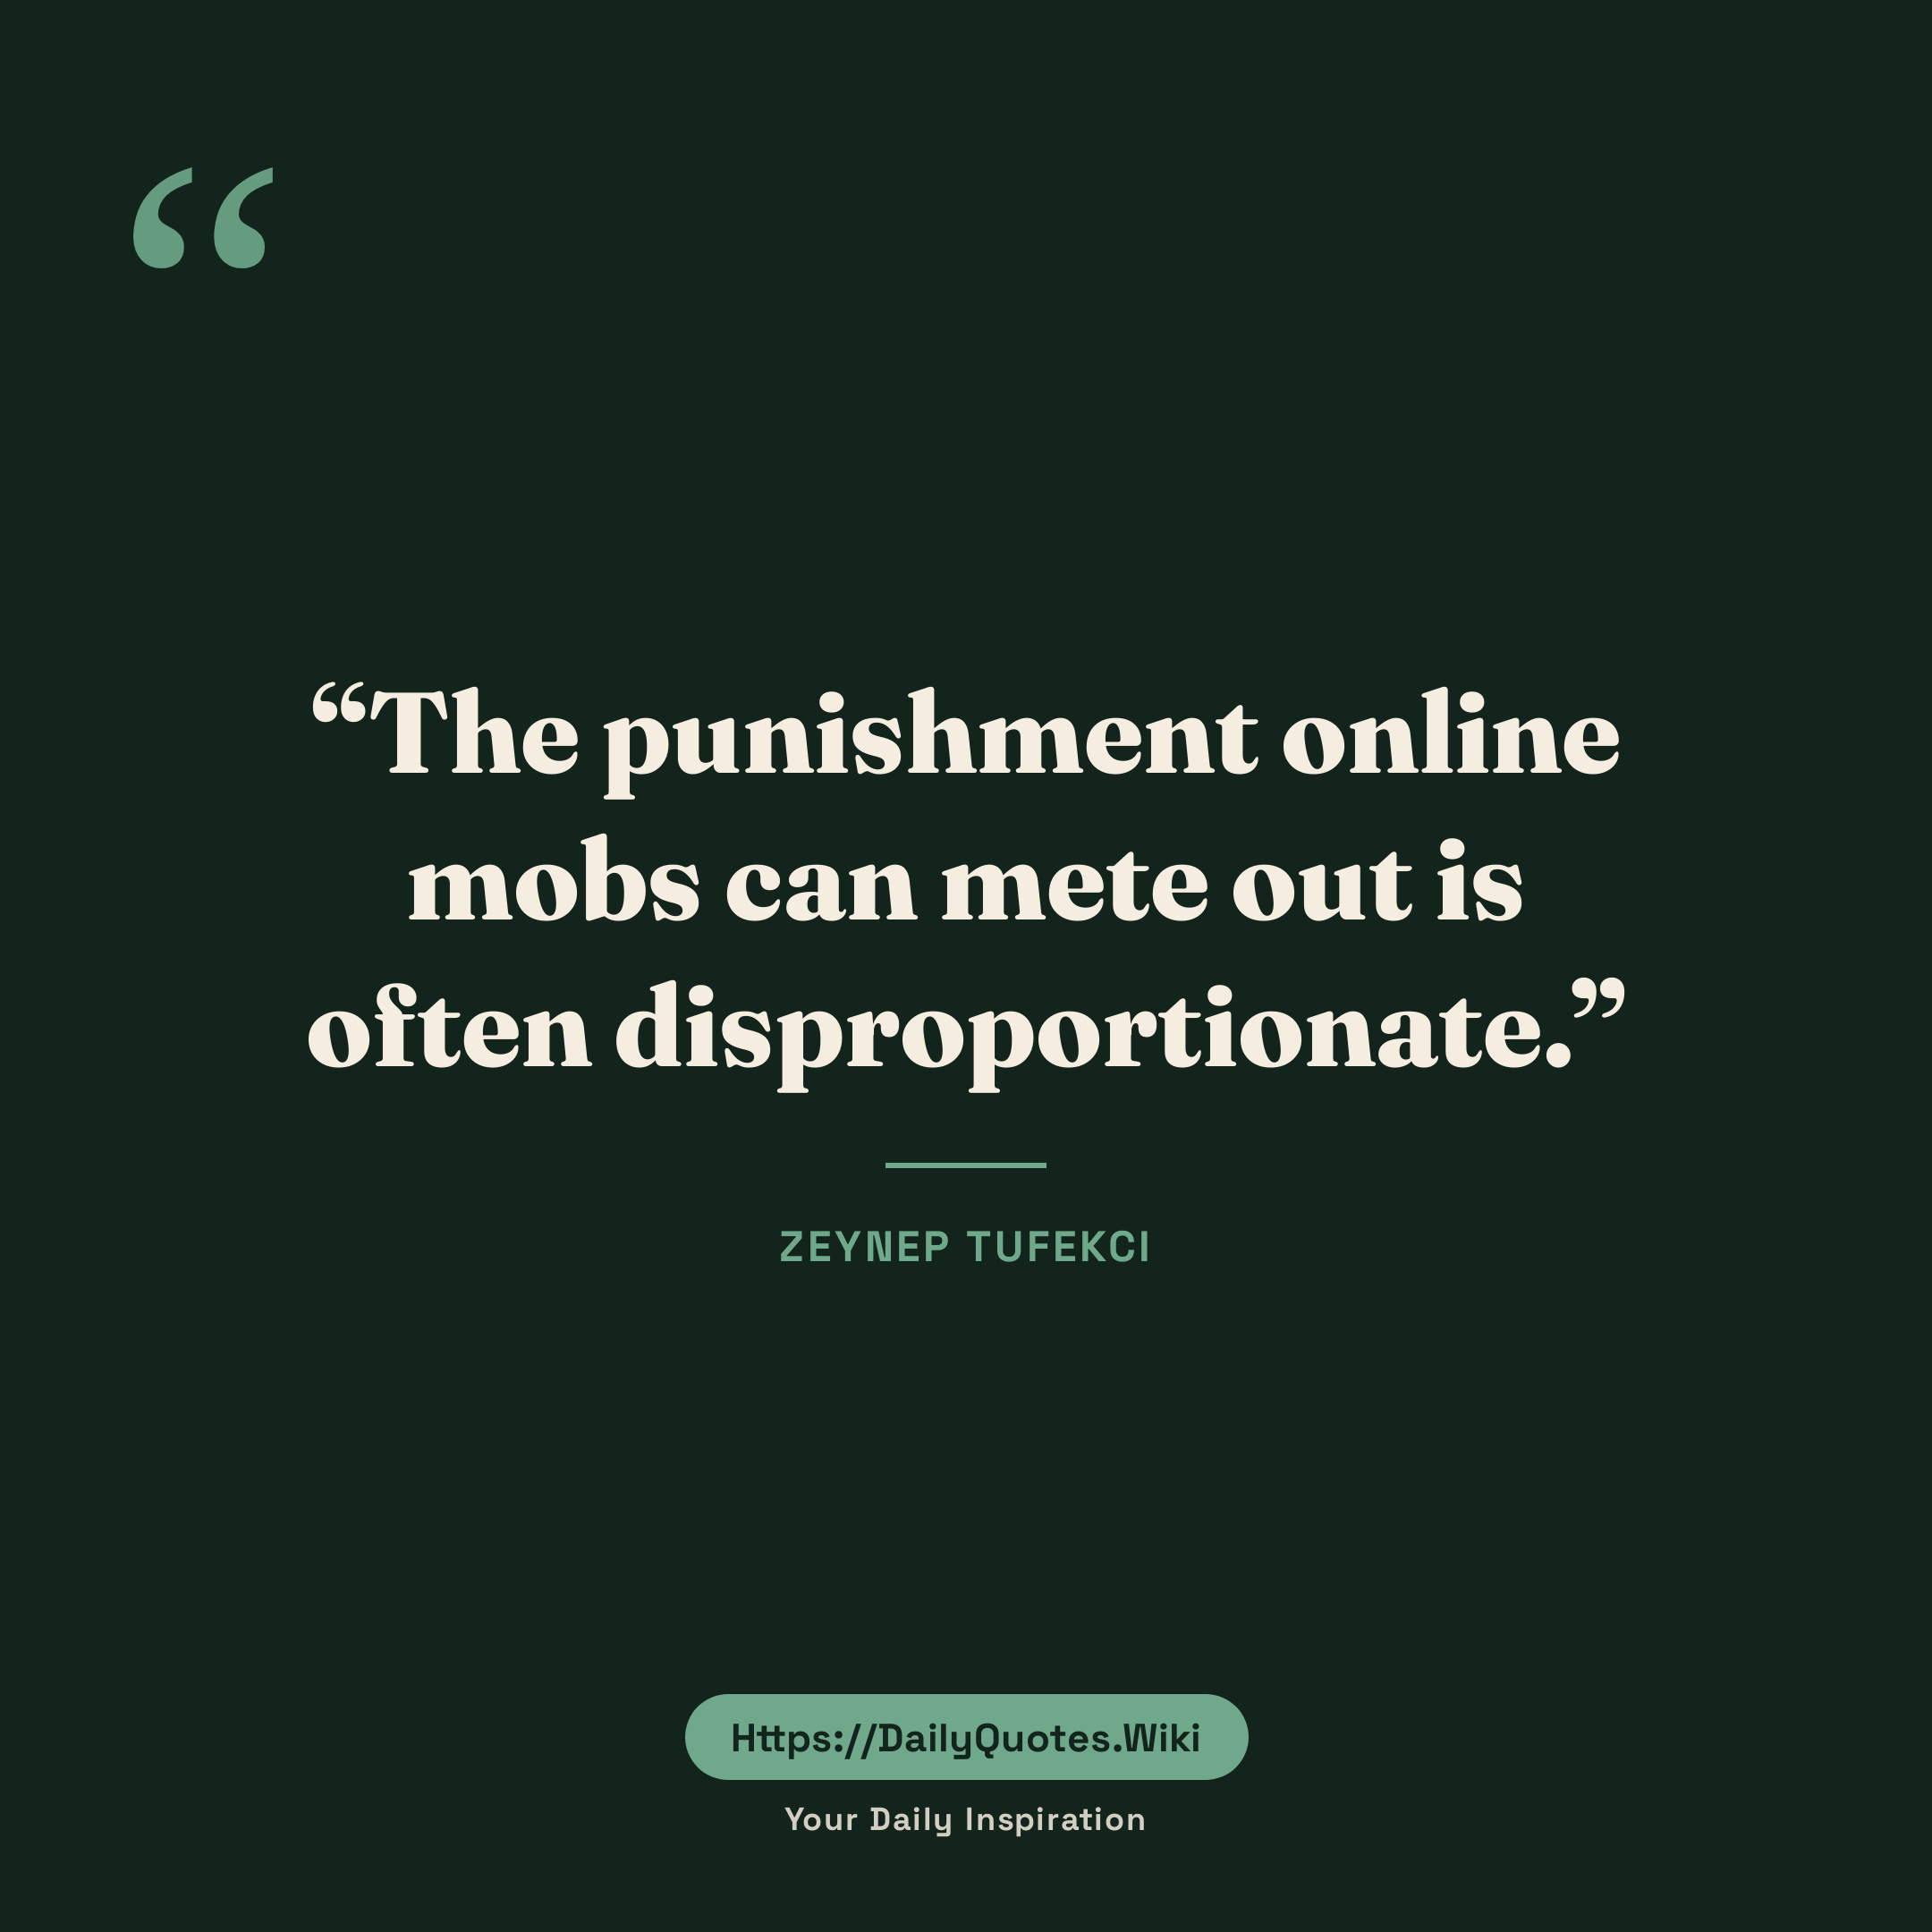 “
“The punishment online
mobs can mete out is
often disproportionate.”
ZEYNEP TUFEKCI
Https://DailyQuotes.Wiki
Your Daily Inspiration